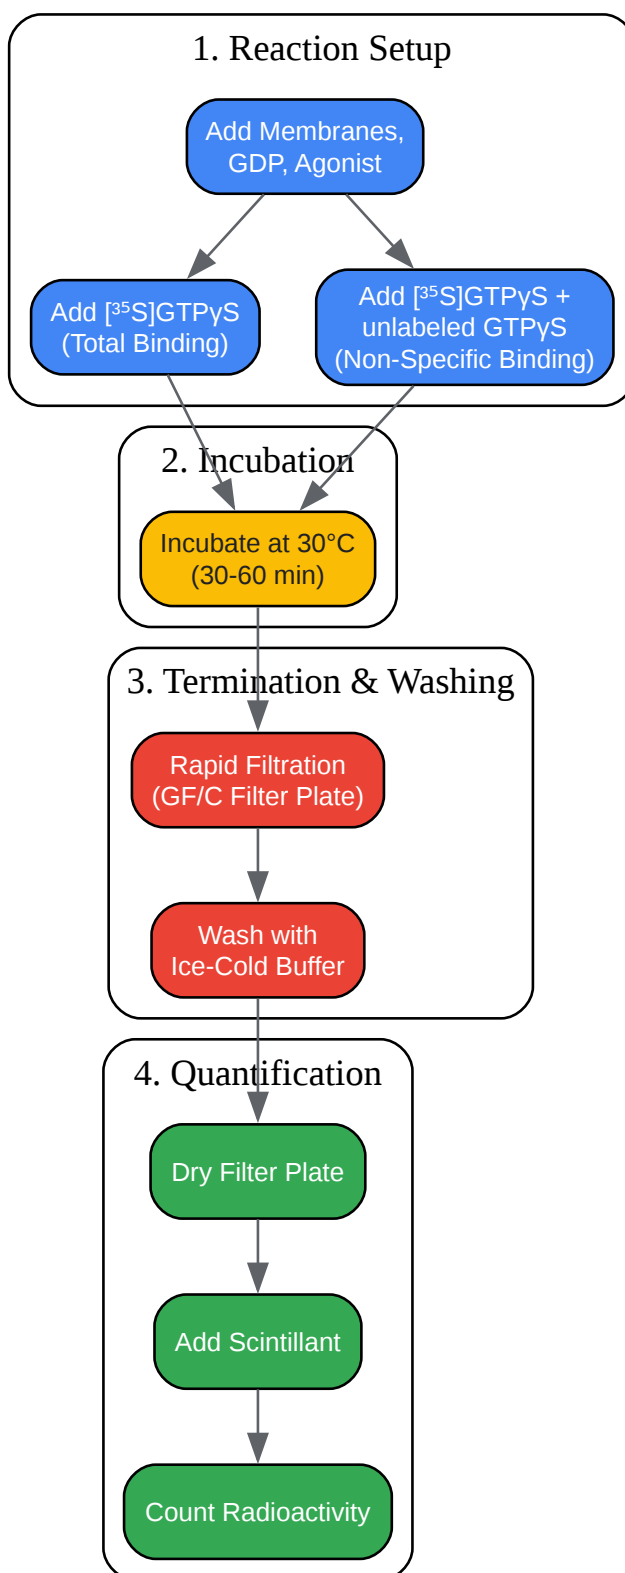 1. Reaction Setup
Add Membranes,
GDP, Agonist
Add [³⁵S]GTPγS
(Total Binding)
Add [³⁵S]GTPγS +
unlabeled GTPγS
(Non-Specific Binding)
2. Incubation
Incubate at 30°C
(30-60 min)
3. Termination & Washing
Rapid Filtration
(GF/C Filter Plate)
Wash with
Ice-Cold Buffer
4. Quantification
Dry Filter Plate
Add Scintillant
Count Radioactivity